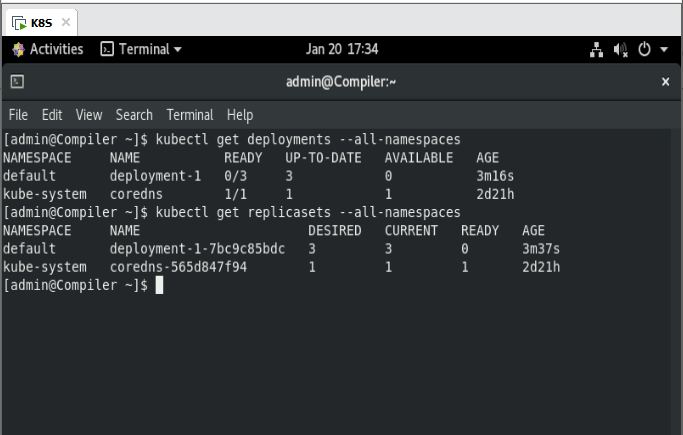 K8S
Activities Terminal Jan 20 17:34
admin@Compiler:~
File Edit View Search Terminal Help
[admin@Compiler ~]$ kubectl get deployments --all-namespaces
NAMESPACE NAME READY UP-TO-DATE AVAILABLE AGE
default deployment-1 0/3 3 0 3m16s
kube-system coredns 1/1 1 1 2d21h
[admin@Compiler ~]$ kubectl get replicasets --all-namespaces
NAMESPACE NAME DESIRED CURRENT READY AGE
default deployment-1-7bc9c85bdc 3 3 0 3m37s
kube-system coredns-565d847f94 1 1 1 2d21h
[admin@Compiler ~]$